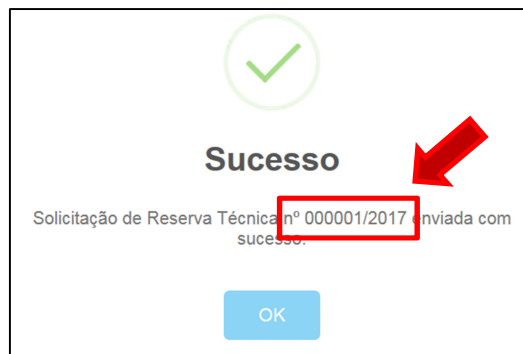 Sucesso
Solicitação de Reserva Técnica nº 000001/2017 enviada com
sucesso.
OK